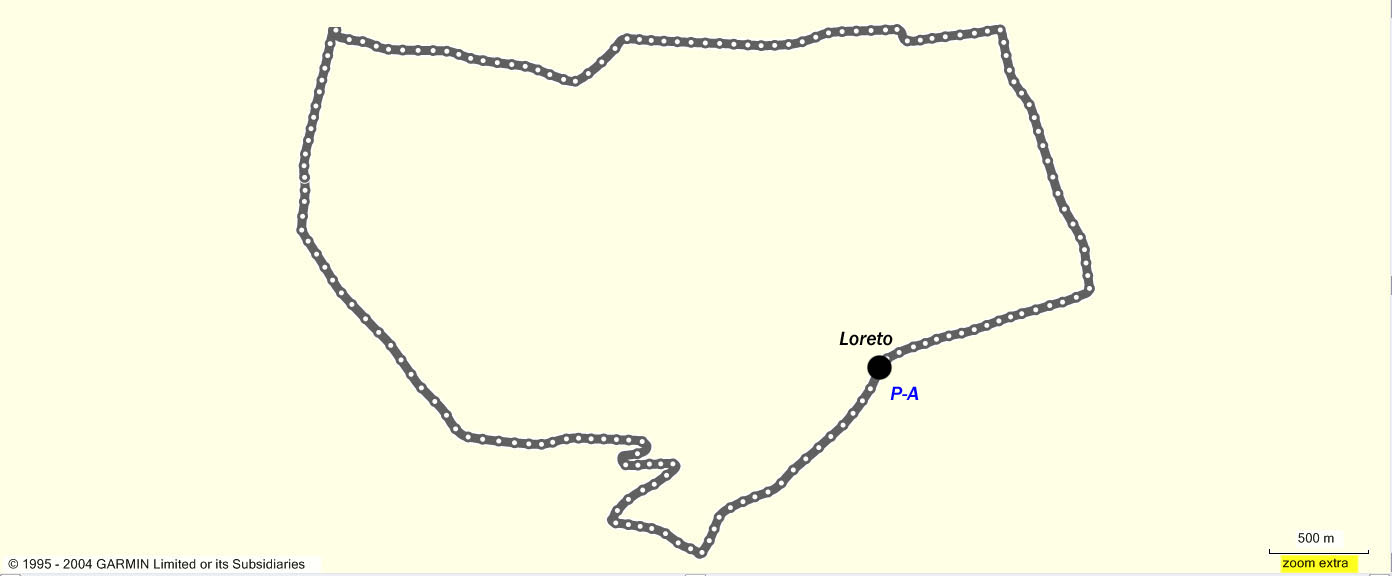 Loreto
P-A
500 m
zoom extra
© 1995 - 2004 GARMIN Limited or its Subsidiaries